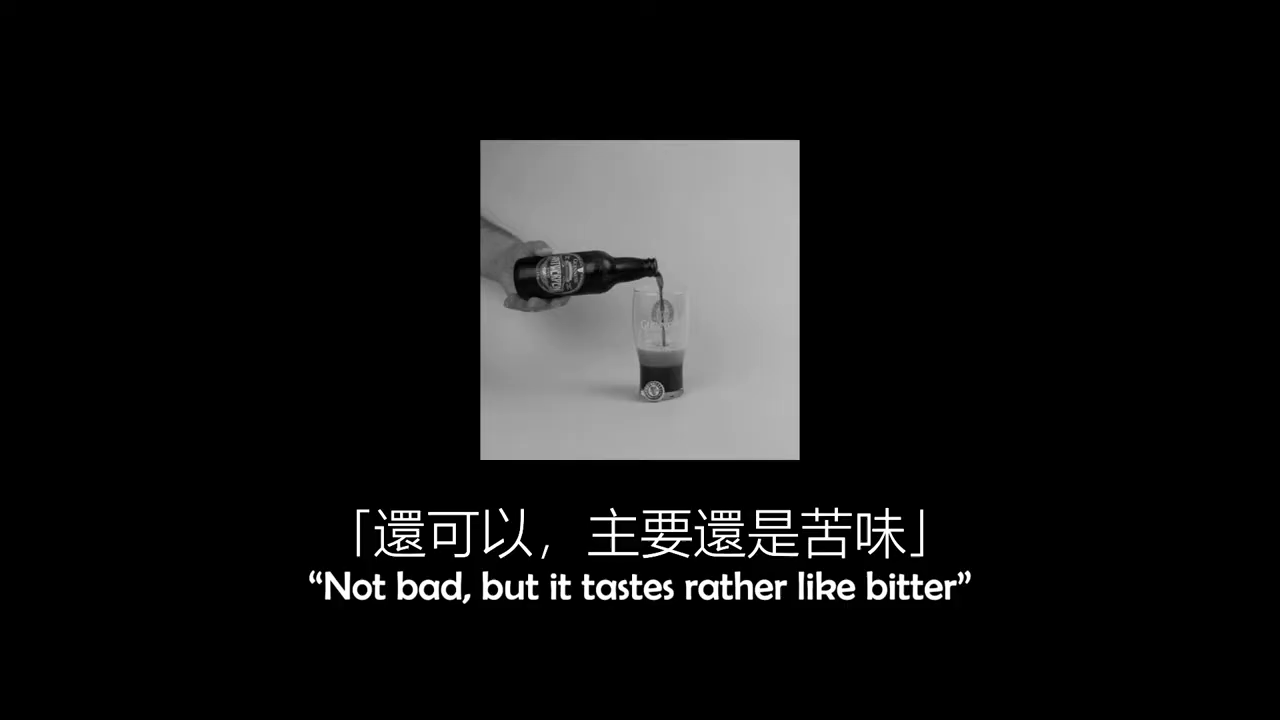 「還可以，主要還是苦味」
“Not bad, but it tastes rather like bitter”